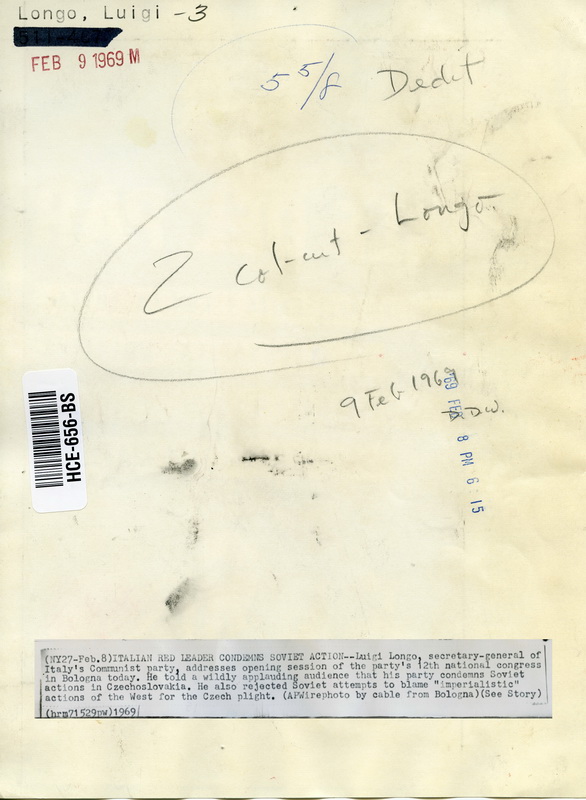 Longo, Luigi -3
FEB 9 1969 M
5 5/8 Dedit
2 col-cut - Longo
9 Feb 1969
D.W.
'69 FEB 8 PM 6 15
HCE-656-BS
(NY27-Feb.8)ITALIAN RED LEADER CONDEMNS SOVIET ACTION--Luigi Longo, secretary-general of
Italy's Communist party, addresses opening session of the party's 12th national congress
in Bologna today. He told a wildly applauding audience that his party condemns Soviet
actions in Czechoslovakia. He also rejected Soviet attempts to blame "imperialistic"
actions of the West for the Czech plight. (APWirephoto by cable from Bologna)(See Story)
(hrm71529pw)1969